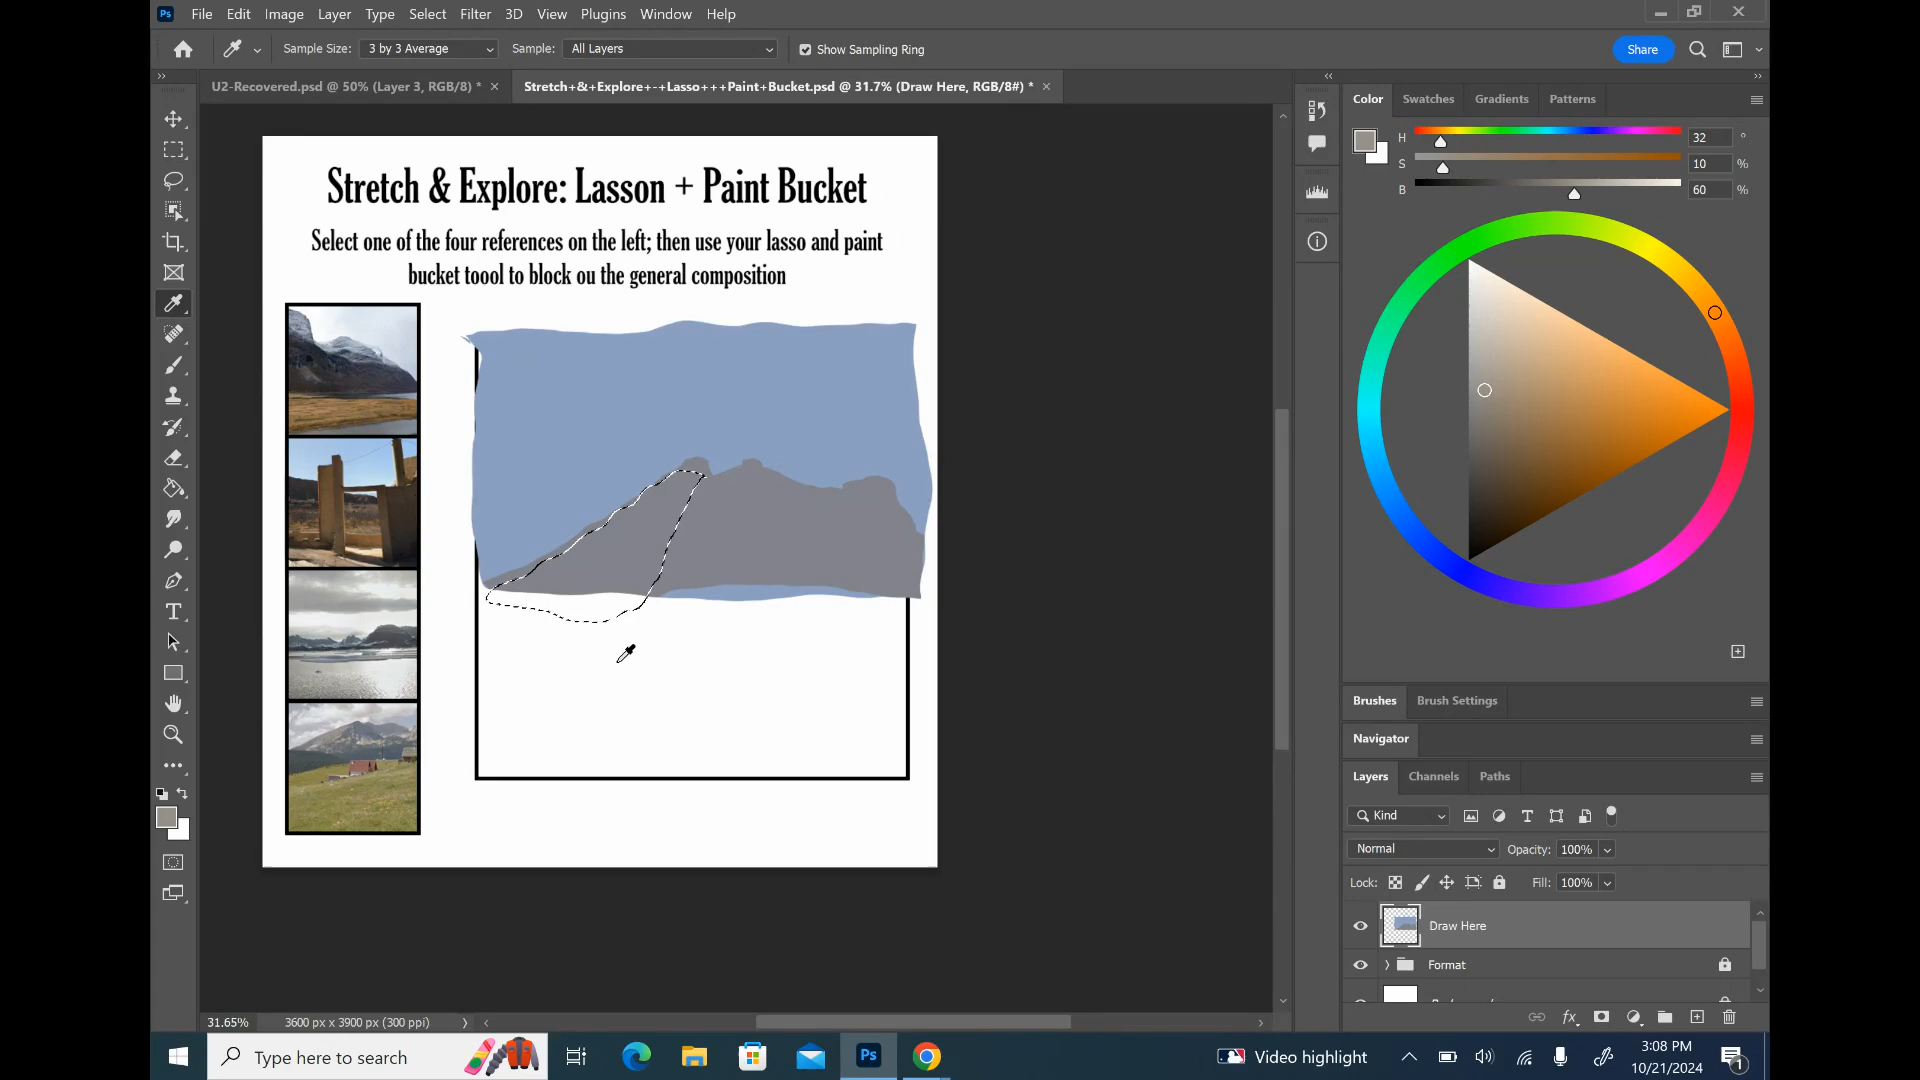 Ps File Edit Image Layer Type Select Filter 3D View Plugins Window Help
Sample Size: 3 by 3 Average Sample: All Layers Show Sampling Ring Share
U2-Recovered.psd @ 50% (Layer 3, RGB/8) * Stretch+&+Explore+-+Lasso+++Paint+Bucket.psd @ 31.7% (Draw Here, RGB/8#) *
Color Swatches Gradients Patterns
H 32 °
S 10 %
B 60 %
Stretch & Explore: Lasson + Paint Bucket
Select one of the four references on the left; then use your lasso and paint
bucket toool to block ou the general composition
Brushes Brush Settings
Navigator
Layers Channels Paths
Kind
Normal Opacity: 100%
Lock: Fill: 100%
Draw Here
Format
31.65% 3600 px x 3900 px (300 ppi)
Type here to search Ps Video highlight
3:08 PM
10/21/2024
1